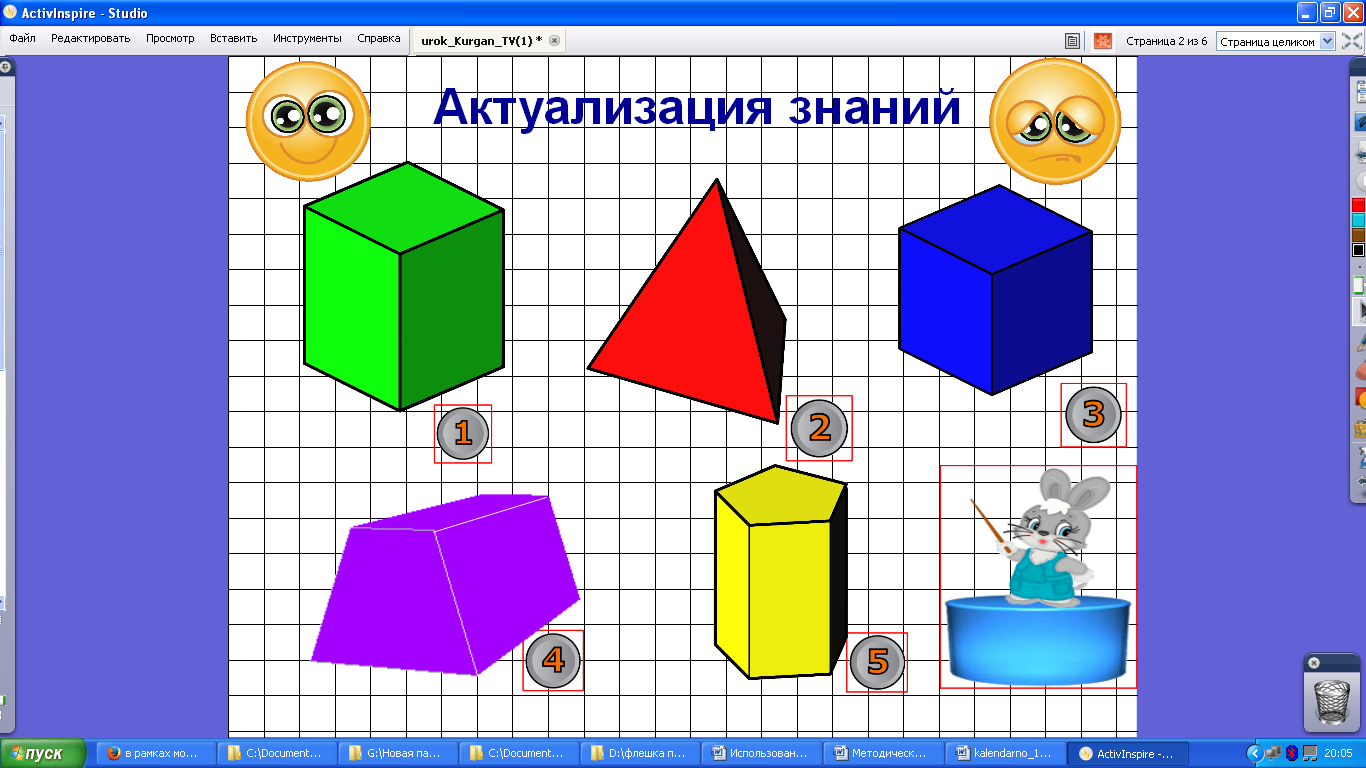 ActivInspire - Studio
Файл Редактировать Просмотр Вставить Инструменты Справка urok_Kurgan_TV(1) * Страница 2 из 6 Страница целиком
Актуализация знаний
1
2
3
4
5
пуск в рамках мо... C:\Document... G:\Новая па... C:\Document... D:\флешка п... Использован... Методическ... kalendarno_1... ActivInspire -... 20:05